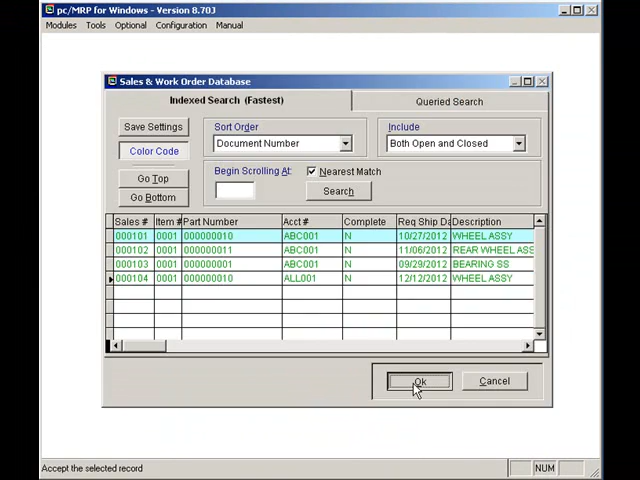 pc/MRP for Windows - Version 8.70J
Modules Tools Optional Configuration Manual
Sales & Work Order Database
Indexed Search (Fastest) Queried Search
Save Settings
Color Code
Go Top
Go Bottom
Sort Order
Document Number
Include
Both Open and Closed
Begin Scrolling At:
Nearest Match
Search
Sales # Item # Part Number Acct # Complete Req Ship Da Description
000101 0001 000000010 ABC001 N 10/27/2012 WHEEL ASSY
000102 0001 000000011 ABC001 N 11/06/2012 REAR WHEEL ASS
000103 0001 000000001 ABC001 N 09/29/2012 BEARING SS
000104 0001 000000010 ALL001 N 12/12/2012 WHEEL ASSY
Ok Cancel
Accept the selected record NUM